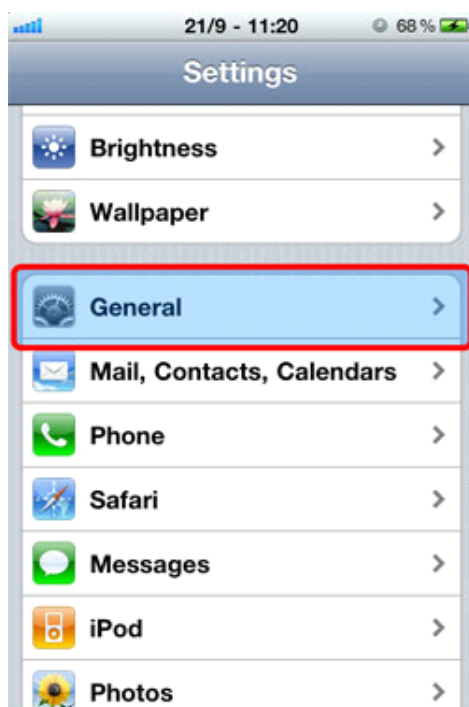 21/9 - 11:20 68 %
Settings
Brightness
Wallpaper
General
Mail, Contacts, Calendars
Phone
Safari
Messages
iPod
Photos